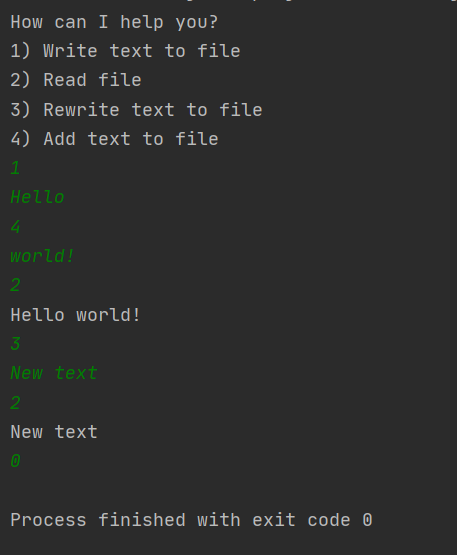 How can I help you?
1) Write text to file
2) Read file
3) Rewrite text to file
4) Add text to file
1
Hello
4
world!
2
Hello world!
3
New text
2
New text
0
Process finished with exit code 0